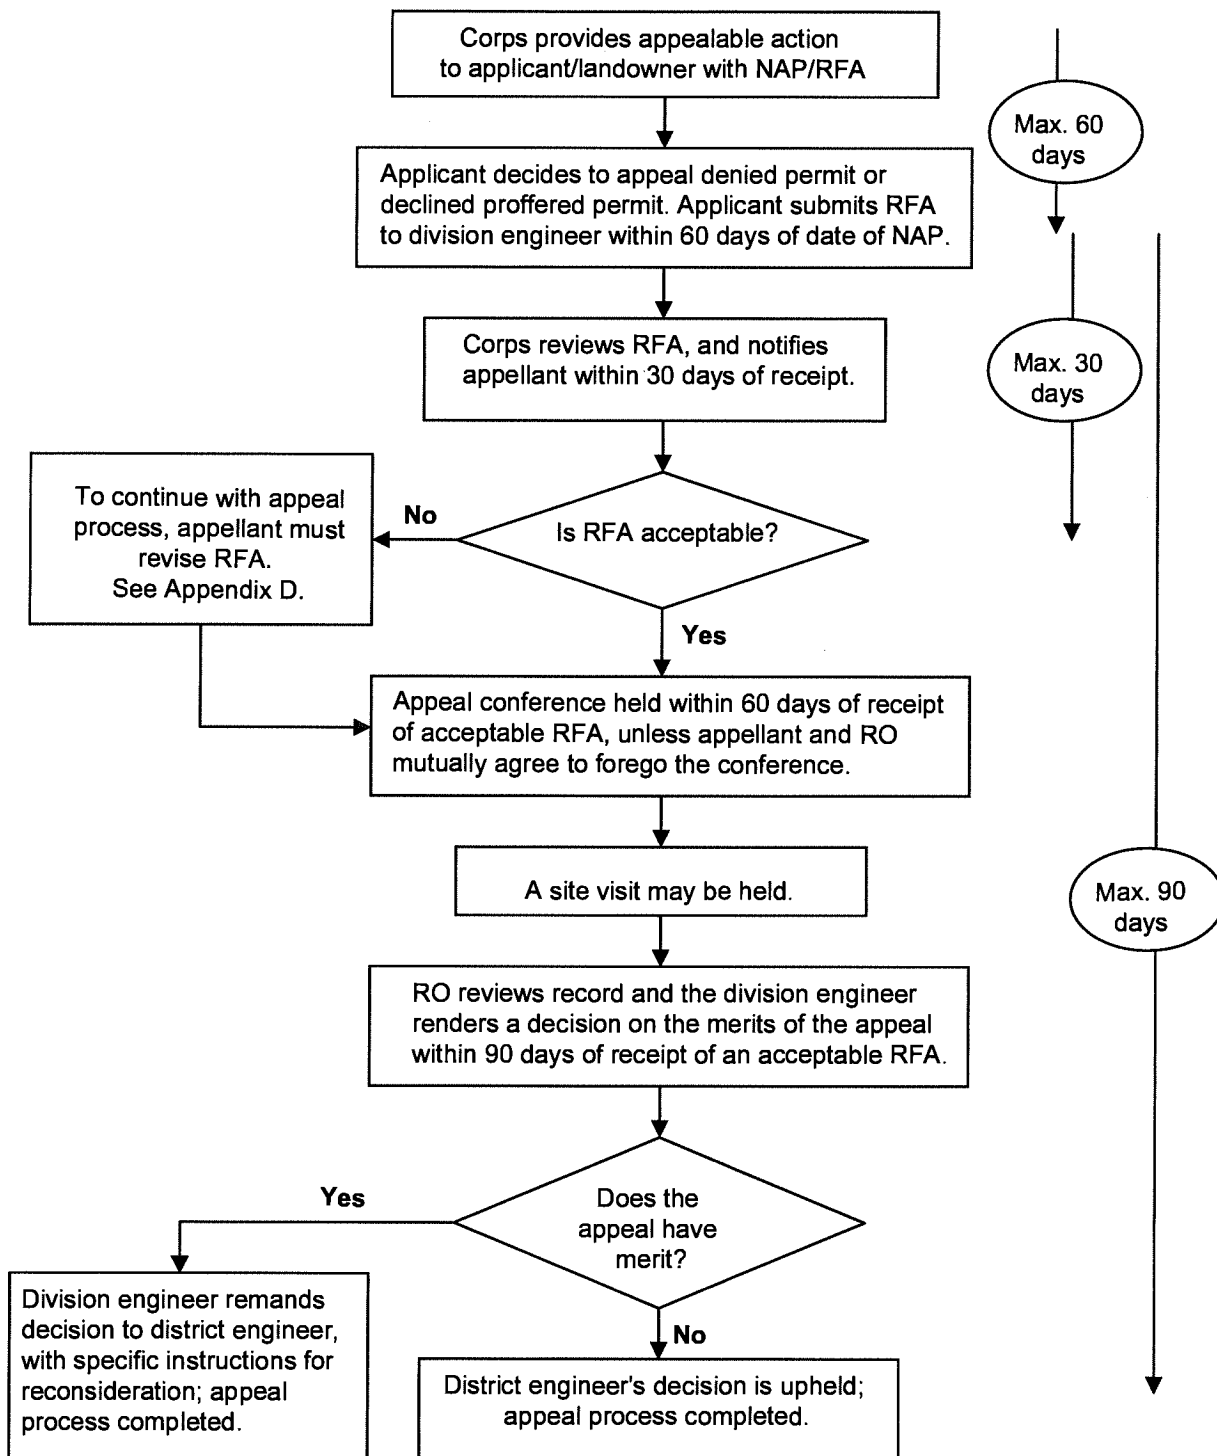 Corps provides appealable action
to applicant/landowner with NAP/RFA
Max. 60
days
Applicant decides to appeal denied permit or
declined proffered permit. Applicant submits RFA
to division engineer within 60 days of date of NAP.
Corps reviews RFA, and notifies
appellant within 30 days of receipt.
Max. 30
days
To continue with appeal
process, appellant must
revise RFA.
See Appendix D.
No
Is RFA acceptable?
Yes
Appeal conference held within 60 days of receipt
of acceptable RFA, unless appellant and RO
mutually agree to forego the conference.
A site visit may be held.
Max. 90
days
RO reviews record and the division engineer
renders a decision on the merits of the appeal
within 90 days of receipt of an acceptable RFA.
Yes
Does the
appeal have
merit?
Division engineer remands
decision to district engineer,
with specific instructions for
reconsideration; appeal
process completed.
No
District engineer's decision is upheld;
appeal process completed.